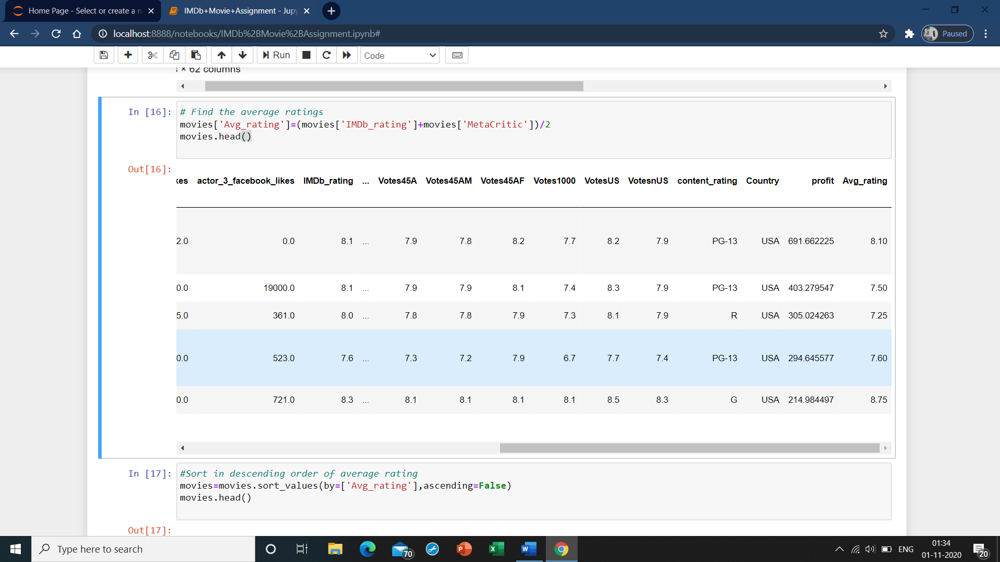 Home Page - Select or create a n
IMDb+Movie+Assignment - Jupy
localhost:8888/notebooks/IMDb%2BMovie%2BAssignment.ipynb#
Paused
Run
Code
× 62 columns
In [16]:
# Find the average ratings
movies['Avg_rating']=(movies['IMDb_rating']+movies['MetaCritic'])/2
movies.head()
Out[16]:
kes actor_3_facebook_likes IMDb_rating ... Votes45A Votes45AM Votes45AF Votes1000 VotesUS VotesnUS content_rating Country profit Avg_rating
2.0 0.0 8.1 ... 7.9 7.8 8.2 7.7 8.2 7.9 PG-13 USA 691.662225 8.10
0.0 19000.0 8.1 ... 7.9 7.9 8.1 7.4 8.3 7.9 PG-13 USA 403.279547 7.50
5.0 361.0 8.0 ... 7.8 7.8 7.9 7.3 8.1 7.9 R USA 305.024263 7.25
0.0 523.0 7.6 ... 7.3 7.2 7.9 6.7 7.7 7.4 PG-13 USA 294.645577 7.60
0.0 721.0 8.3 ... 8.1 8.1 8.1 8.1 8.5 8.3 G USA 214.984497 8.75
In [17]:
#Sort in descending order of average rating
movies=movies.sort_values(by=['Avg_rating'],ascending=False)
movies.head()
Out[17]:
Type here to search
70
ENG
01:34
01-11-2020
20